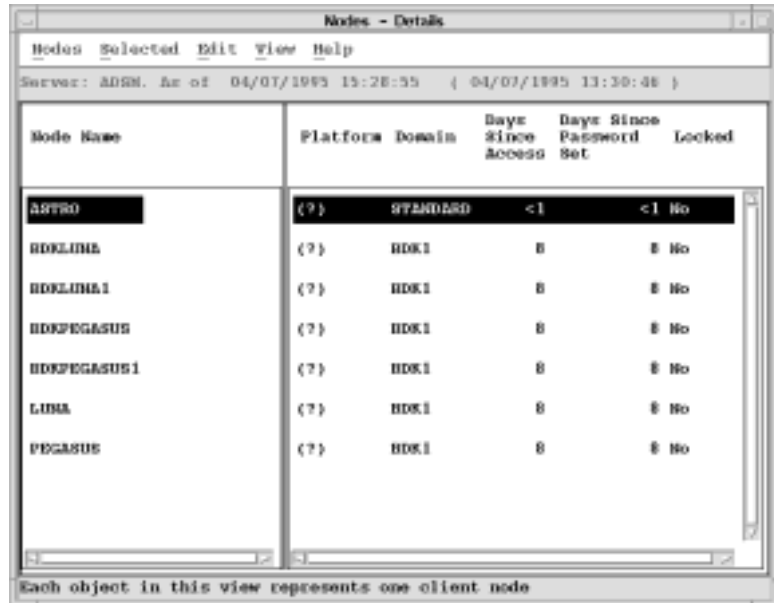 Nodes - Details
Nodes Selected Edit View Help
Server: ADSM. As of 04/07/1995 15:28:55 ( 04/07/1995 13:30:46 )
Node Name Platform Domain Days Since Access Days Since Password Set Locked
ASTRO (?) STANDARD <1 <1 No
BDKLUNA (?) BDK1 8 8 No
BDKLUNA1 (?) BDK1 8 8 No
BDKPEGASUS (?) BDK1 8 8 No
BDKPEGASUS1 (?) BDK1 8 8 No
LUNA (?) BDK1 8 8 No
PEGASUS (?) BDK1 8 8 No
Each object in this view represents one client node